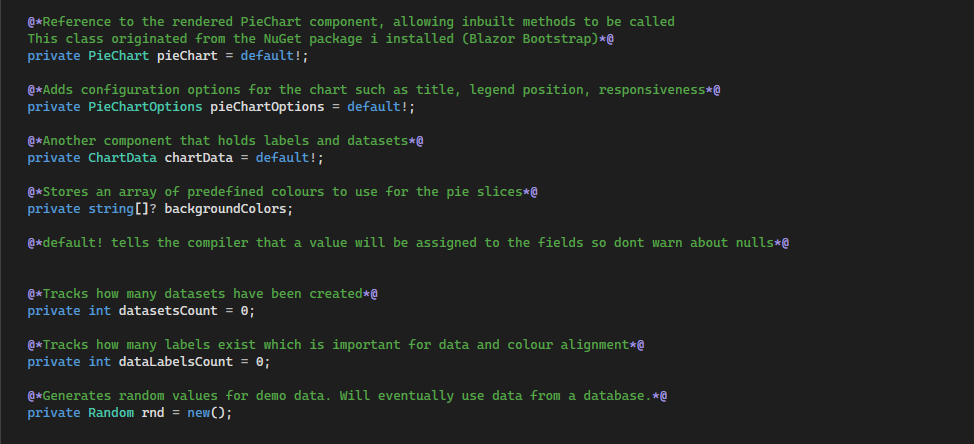 @*Reference to the rendered PieChart component, allowing inbuilt methods to be called
This class originated from the NuGet package i installed (Blazor Bootstrap)*@
private PieChart pieChart = default!;
@*Adds configuration options for the chart such as title, legend position, responsiveness*@
private PieChartOptions pieChartOptions = default!;
@*Another component that holds labels and datasets*@
private ChartData chartData = default!;
@*Stores an array of predefined colours to use for the pie slices*@
private string[]? backgroundColors;
@*default! tells the compiler that a value will be assigned to the fields so dont warn about nulls*@
@*Tracks how many datasets have been created*@
private int datasetsCount = 0;
@*Tracks how many labels exist which is important for data and colour alignment*@
private int dataLabelsCount = 0;
@*Generates random values for demo data. Will eventually use data from a database.*@
private Random rnd = new();